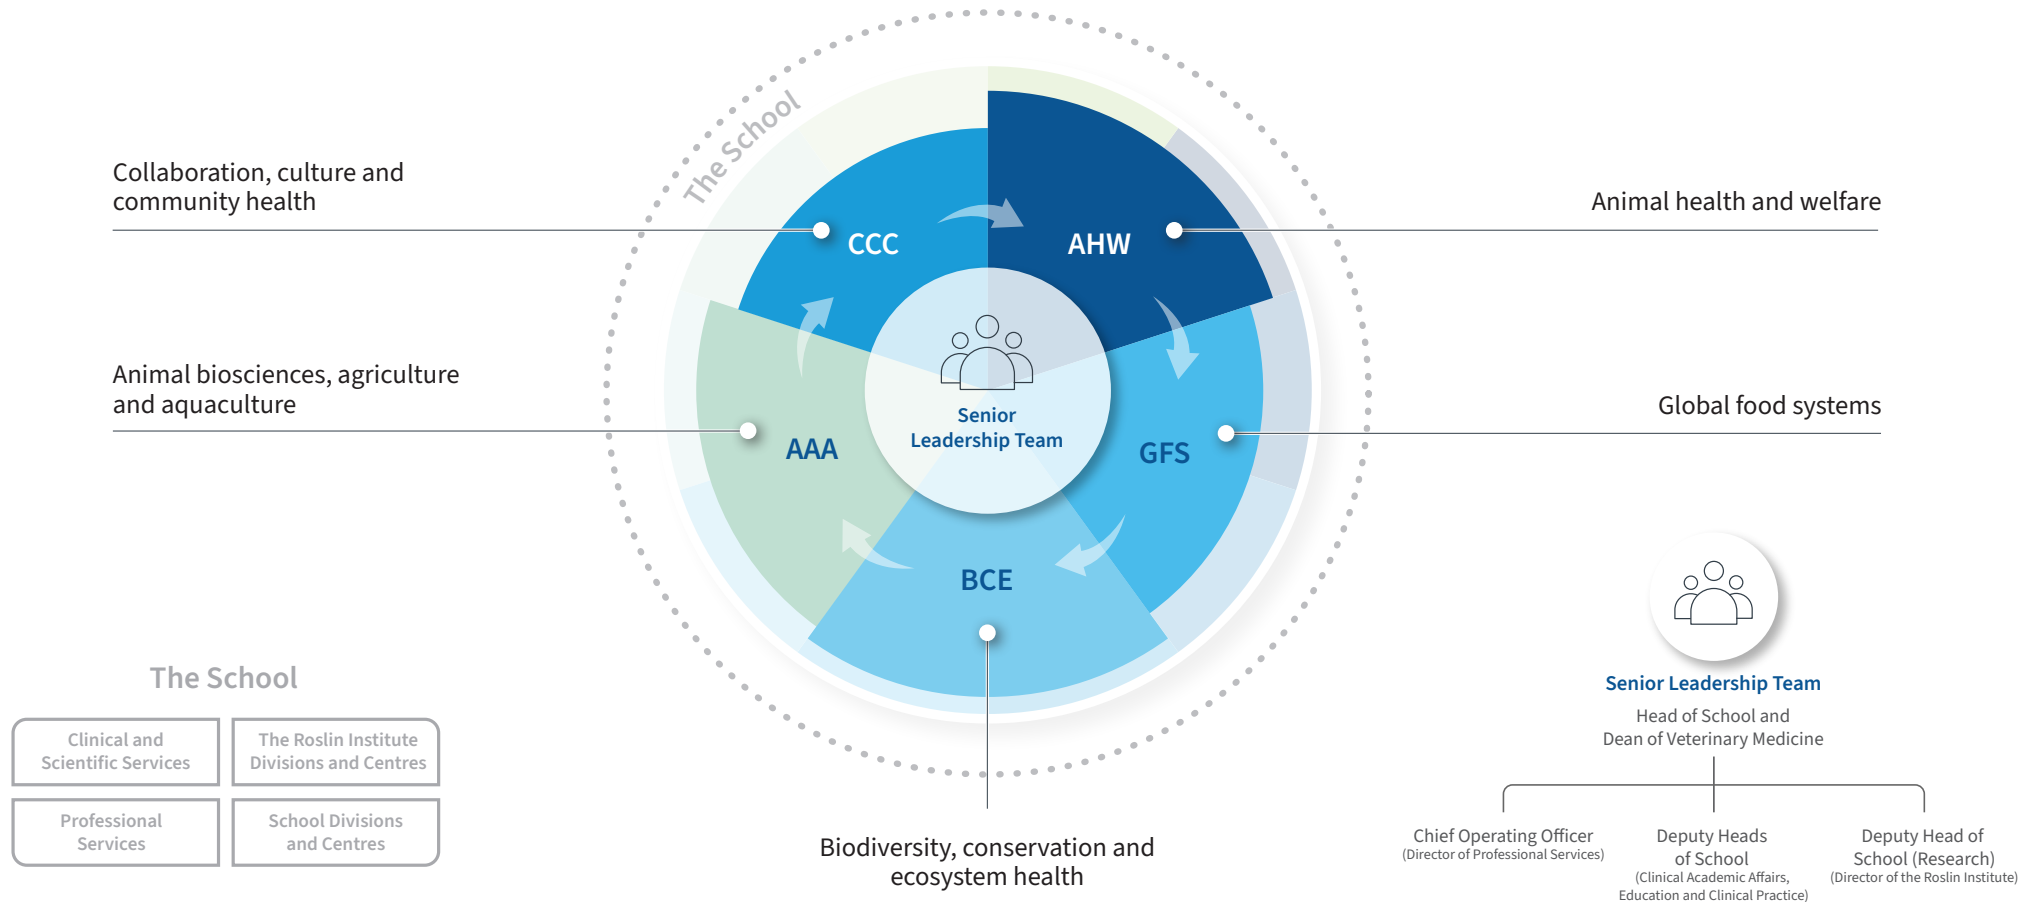 The School
Collaboration, culture and
community health
Animal health and welfare
CCC
AHW
Animal biosciences, agriculture
and aquaculture
Global food systems
Senior
Leadership Team
AAA
GFS
BCE
Biodiversity, conservation and
ecosystem health
The School
Clinical and
Scientific Services
The Roslin Institute
Divisions and Centres
Professional
Services
School Divisions
and Centres
Senior Leadership Team
Head of School and
Dean of Veterinary Medicine
Chief Operating Officer
(Director of Professional Services)
Deputy Heads
of School
(Clinical Academic Affairs,
Education and Clinical Practice)
Deputy Head of
School (Research)
(Director of the Roslin Institute)